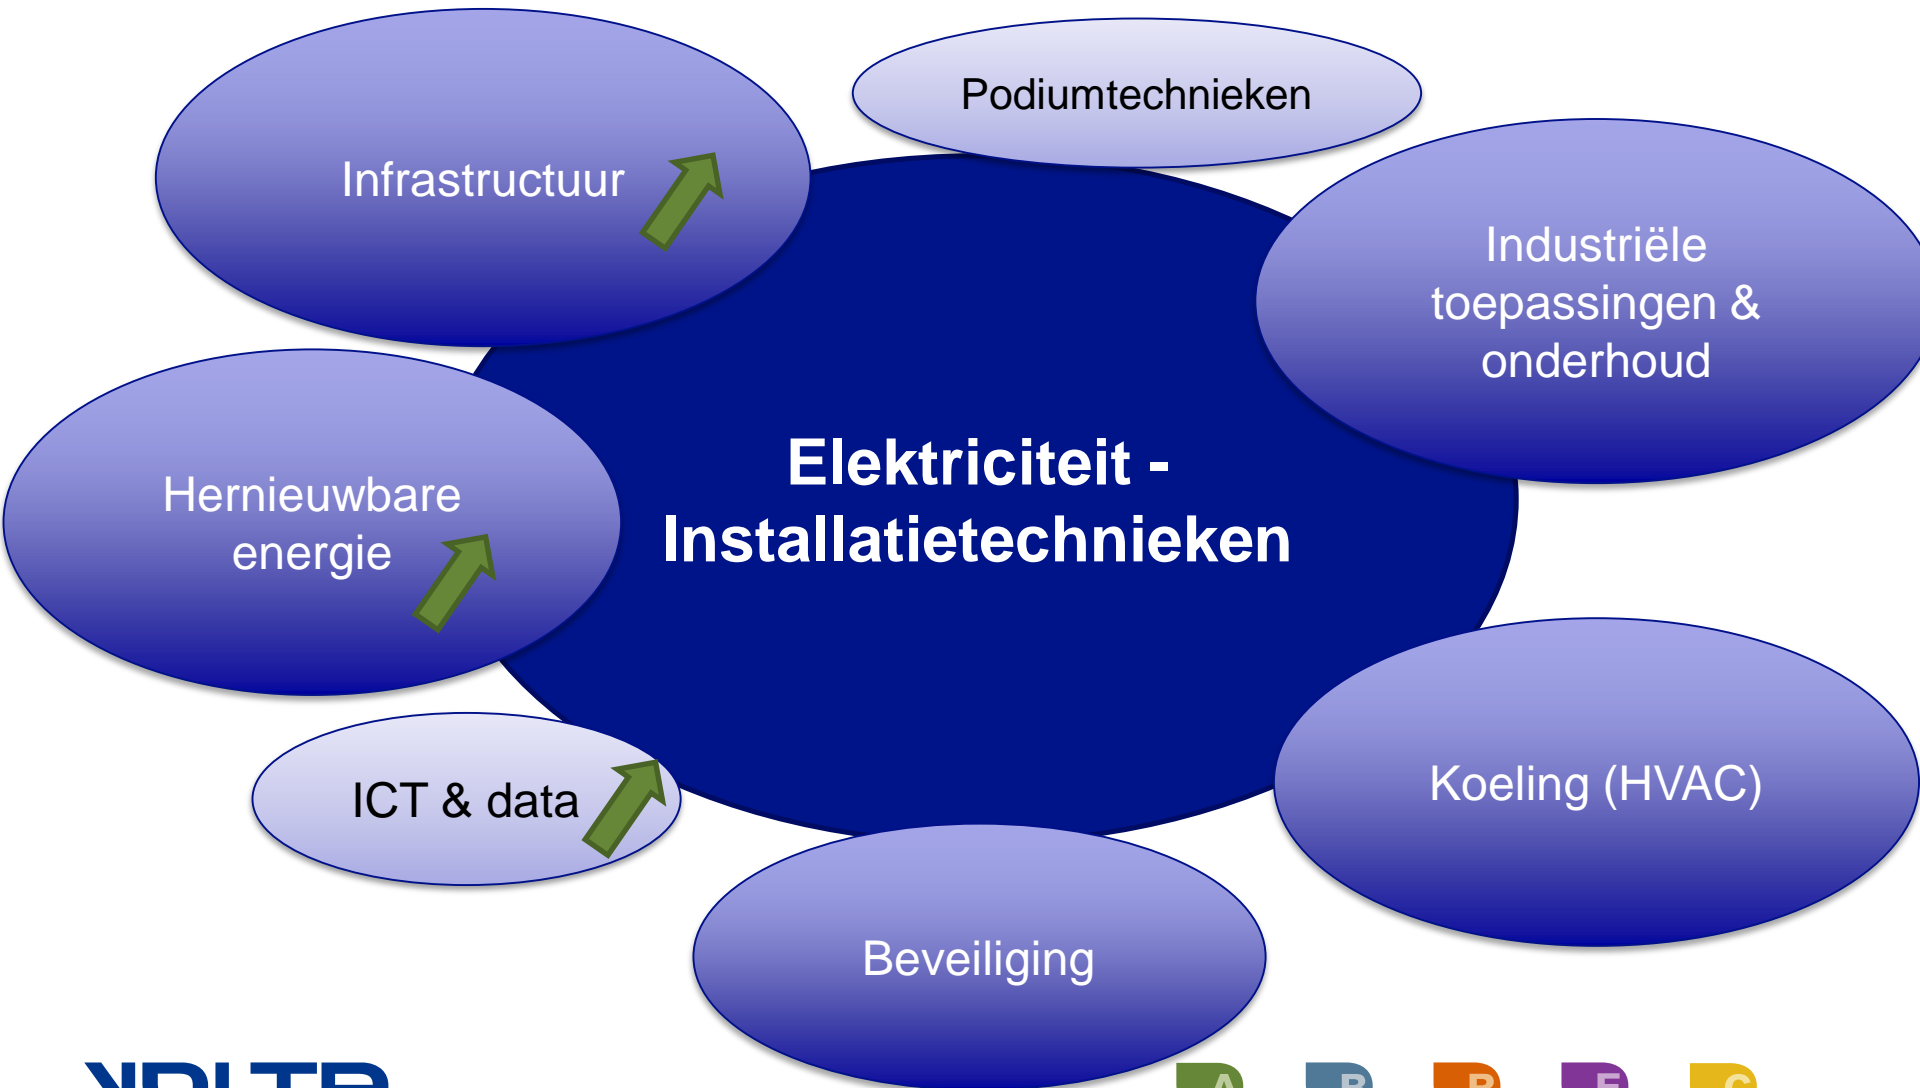 Podiumtechnieken
Infrastructuur
Industriële
toepassingen &
onderhoud
Elektriciteit -
Installatietechnieken
Hernieuwbare
energie
ICT & data
Koeling (HVAC)
Beveiliging